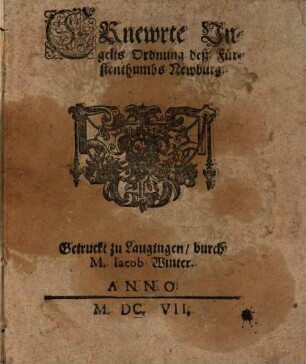 ERnewrte Vn-
gelts Ordnung deß Für-
stenthumbs Newburg.
Getruckt zu Laugingen / durch
M. Iacob Winter.
ANNO
M. DC. VII.